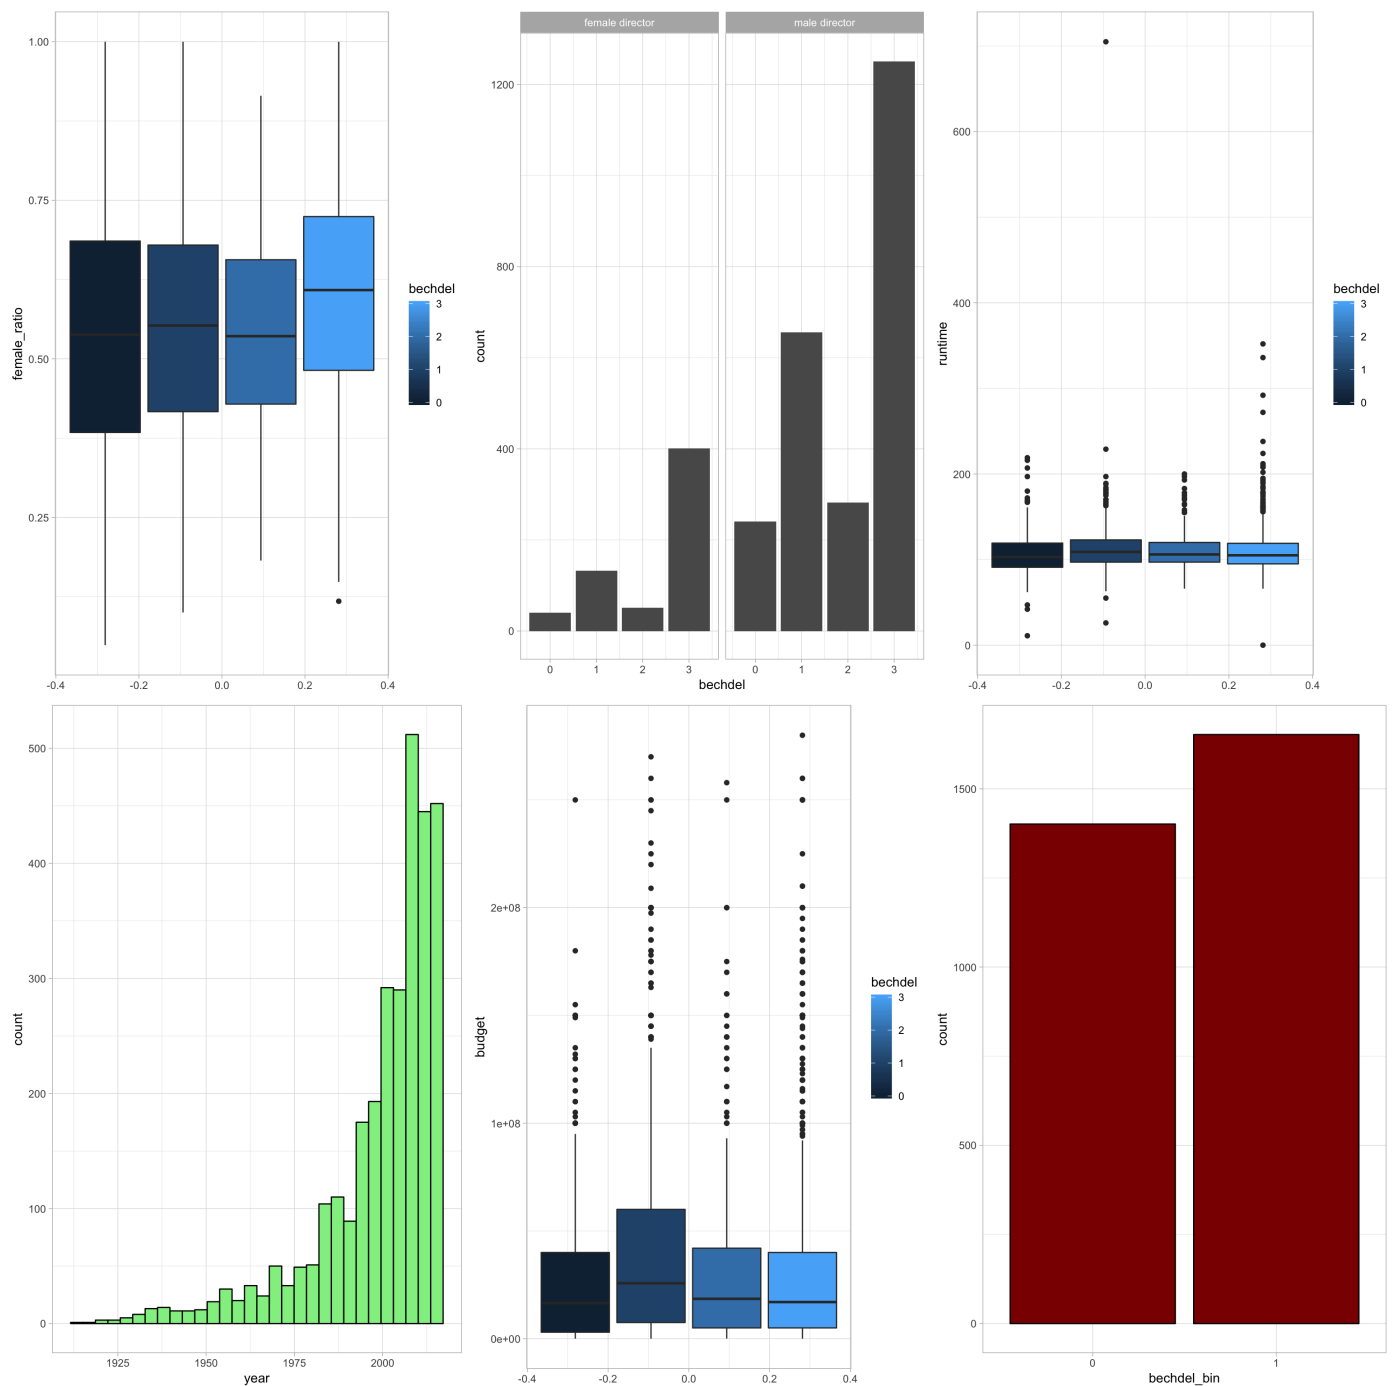 1.00
0.75
0.50
0.25
female_ratio
-0.4 -0.2 0.0 0.2 0.4
bechdel
3
2
1
0
female director male director
1200
800
400
0
count
0 1 2 3 0 1 2 3
bechdel
600
400
200
0
runtime
-0.4 -0.2 0.0 0.2 0.4
bechdel
3
2
1
0
500
400
300
200
100
0
count
1925 1950 1975 2000
year
2e+08
1e+08
0e+00
budget
-0.4 -0.2 0.0 0.2 0.4
bechdel
3
2
1
0
1500
1000
500
0
count
0 1
bechdel_bin